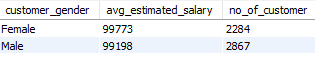 customer_gender avg_estimated_salary no_of_customer
Female 99773 2284
Male 99198 2867